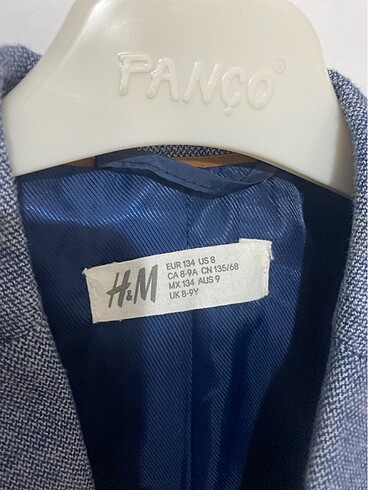 PANÇO
H&M
EUR 134 US 8
CA 8-9A CN 135/68
MX 134 AUS 9
UK 8-9Y